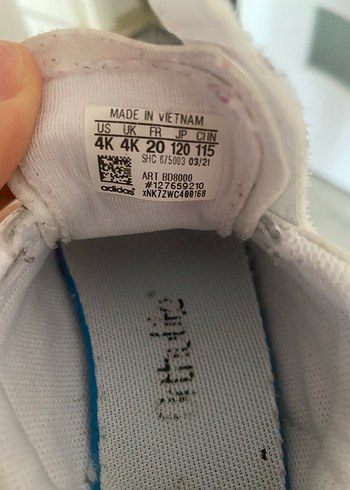 MADE IN VIETNAM
US UK FR JP CHN
4K 4K 20 120 115
SHC 675003 03/21
ART BD8000
#127659210
xNK7ZWC400168
adidas
Ortholite